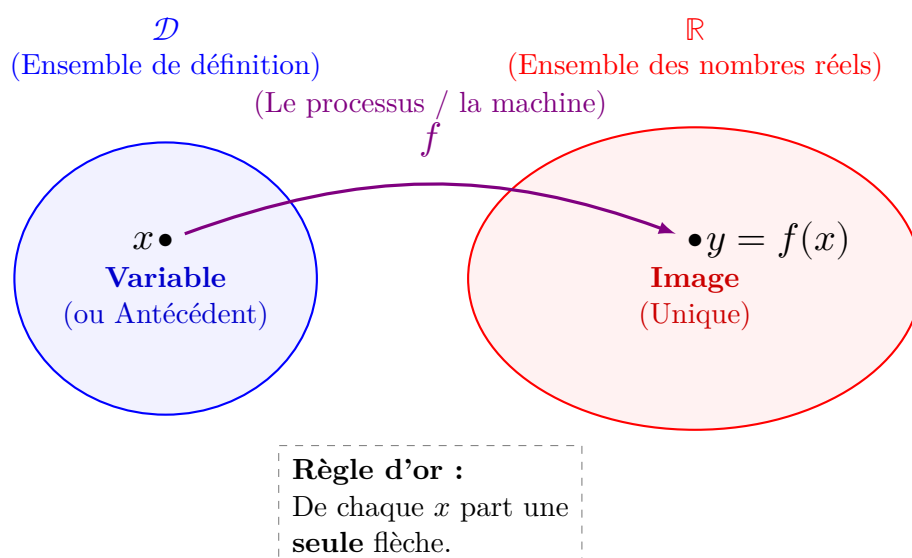 𝒟
(Ensemble de définition)
ℝ
(Ensemble des nombres réels)
(Le processus / la machine)
f
x
Variable
(ou Antécédent)
y = f(x)
Image
(Unique)
Règle d'or :
De chaque x part une
seule flèche.